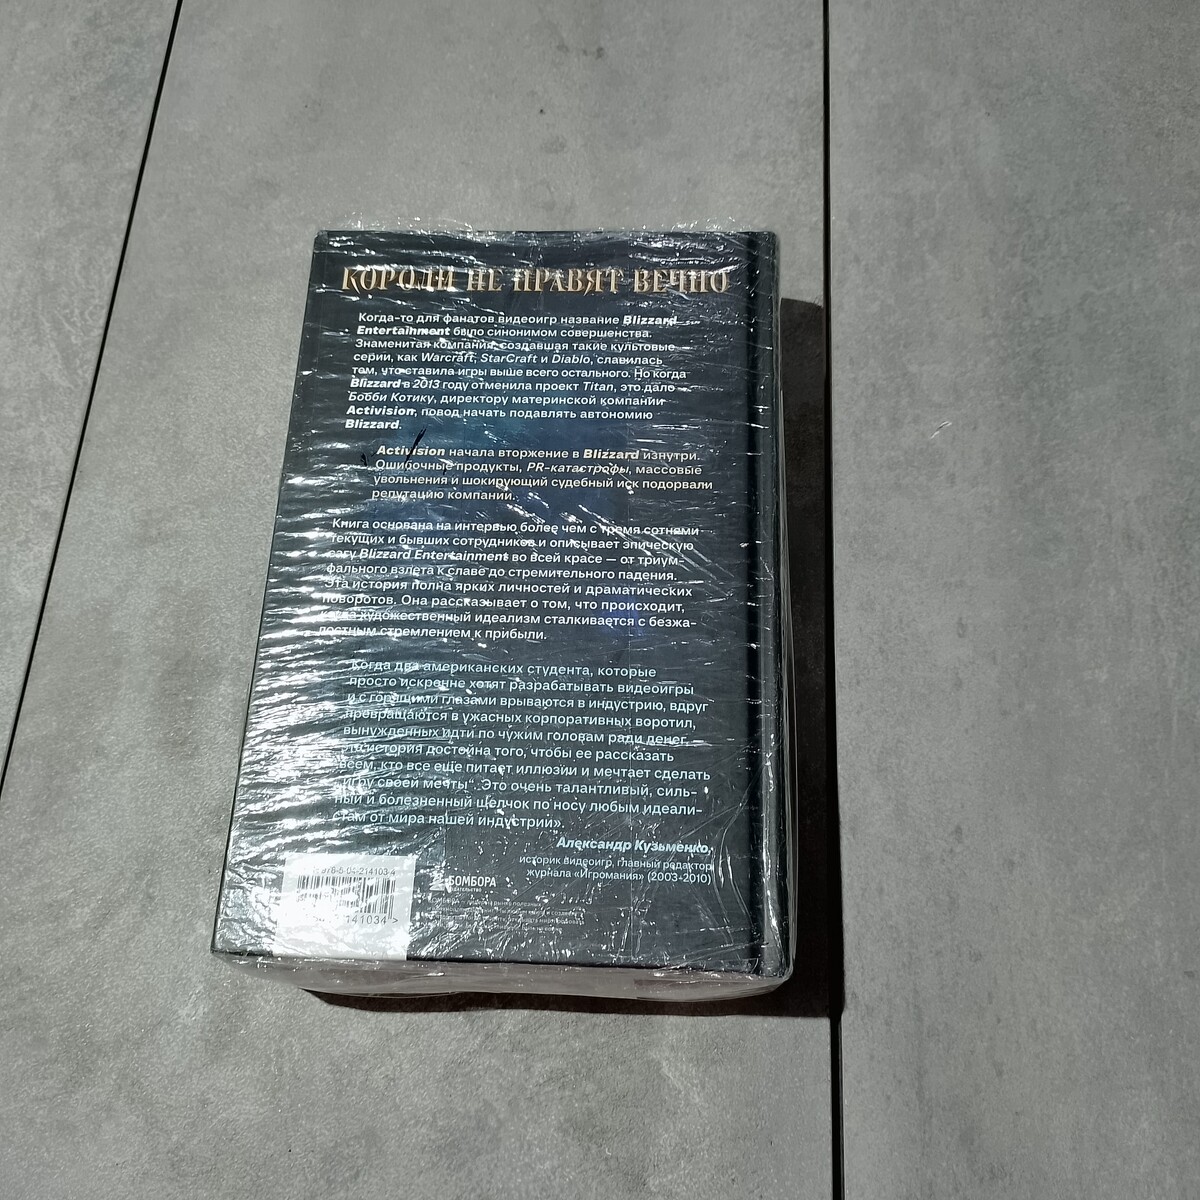 КОРОЛИ НЕ ПРАВЯТ ВЕЧНО
Когда-то для фанатов видеоигр название Blizzard
Entertainment было синонимом совершенства.
Знаменитая компания, создавшая такие культовые
серии, как Warcraft, StarCraft и Diablo, славилась
тем, что ставила игры выше всего остального. Но когда
Blizzard в 2013 году отменила проект Titan, это дало
Бобби Котику, директору материнской компании
Activision, повод начать подавлять автономию
Blizzard.
Activision начала вторжение в Blizzard изнутри.
Ошибочные продукты, PR-катастрофы, массовые
увольнения и шокирующий судебный иск подорвали
репутацию компании.
Книга основана на интервью более чем с тремя сотнями
текущих и бывших сотрудников и описывает эпическую
сагу Blizzard Entertainment во всей красе — от триум-
фального взлета к славе до стремительного падения.
Эта история полна ярких личностей и драматических
поворотов. Она рассказывает о том, что происходит,
когда художественный идеализм сталкивается с безжа-
лостным стремлением к прибыли.
Когда два американских студента, которые
просто искренне хотят разрабатывать видеоигры
и с горящими глазами врываются в индустрию, вдруг
превращаются в ужасных корпоративных воротил,
вынужденных идти по чужим головам ради денег, —
это история достойна того, чтобы ее рассказать
всем, кто все еще питает иллюзии и мечтает сделать
„игру своей мечты“. Это очень талантливый, силь-
ный и болезненный щелчок по носу любым идеали-
стам от мира нашей индустрии».
Александр Кузьменко,
историк видеоигр, главный редактор
журнала «Игромания» (2003-2010)
978-5-04-214103-4
БОМБОРА
издательство
141034 >